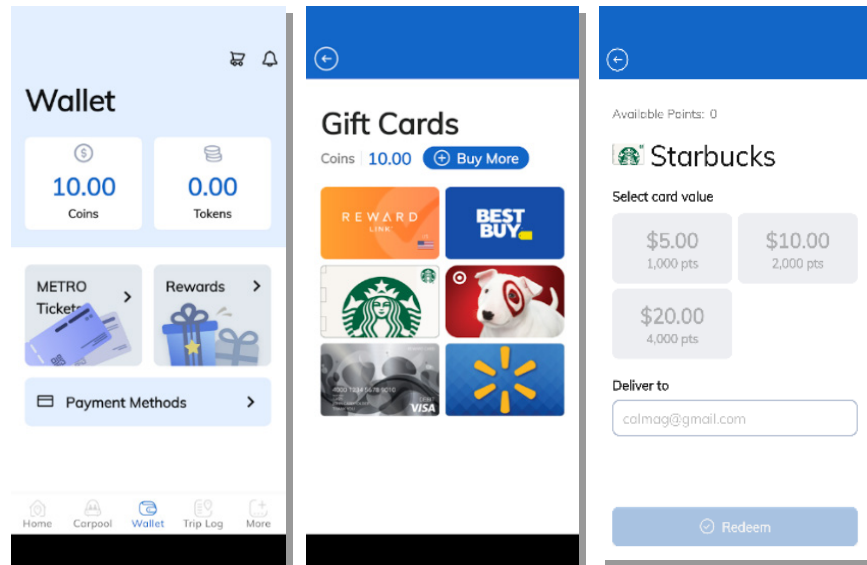 Wallet
10.00
Coins
0.00
Tokens
METRO
Tickets
Rewards
Payment Methods
Home
Carpool
Wallet
Trip Log
More
Gift Cards
Coins 10.00 Buy More
REWARD
LINK
BEST
BUY
DEBIT
VISA
Available Points: 0
Starbucks
Select card value
$5.00
1,000 pts
$10.00
2,000 pts
$20.00
4,000 pts
Deliver to
calmag@gmail.com
Redeem